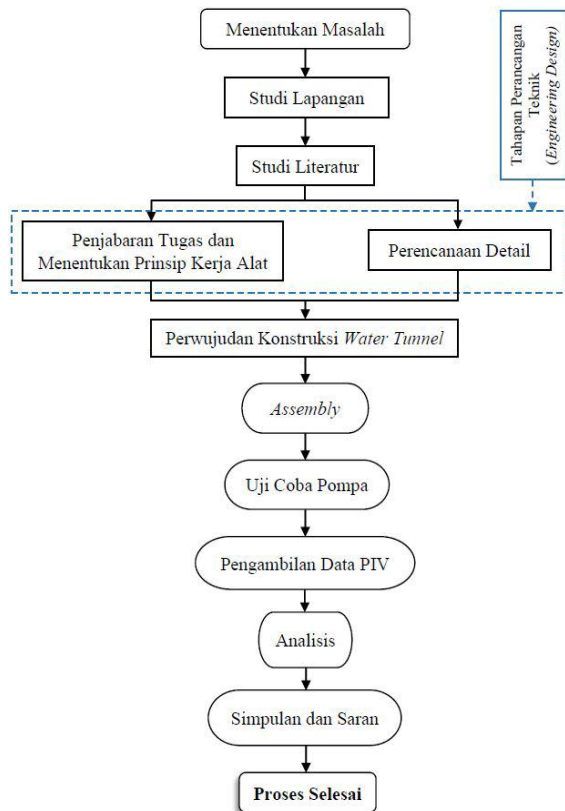 Menentukan Masalah
Tahapan Perancangan
Teknik
(Engineering Design)
Studi Lapangan
Studi Literatur
Penjabaran Tugas dan
Menentukan Prinsip Kerja Alat
Perencanaan Detail
Perwujudan Konstruksi Water Tunnel
Assembly
Uji Coba Pompa
Pengambilan Data PIV
Analisis
Simpulan dan Saran
Proses Selesai